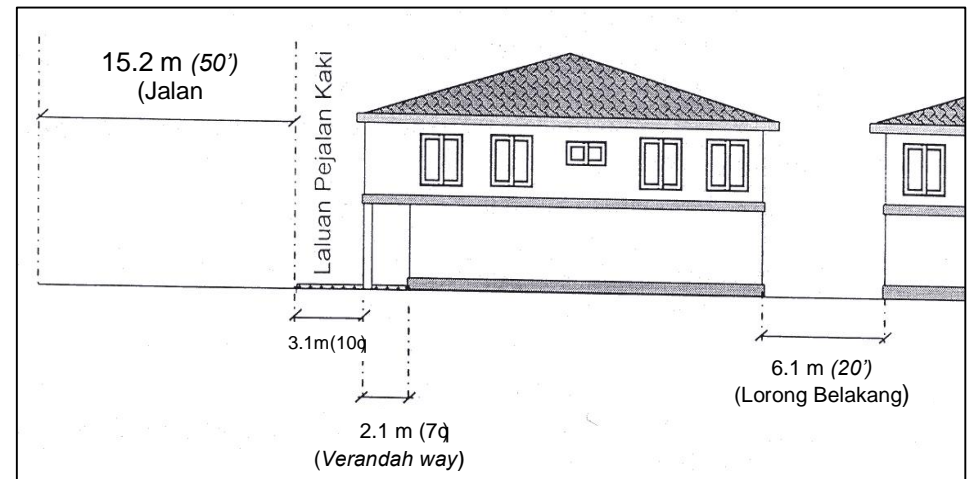 15.2 m (50’)
(Jalan
Laluan Pejalan Kaki
3.1m(10q
2.1 m (7q)
(Verandah way)
6.1 m (20’)
(Lorong Belakang)